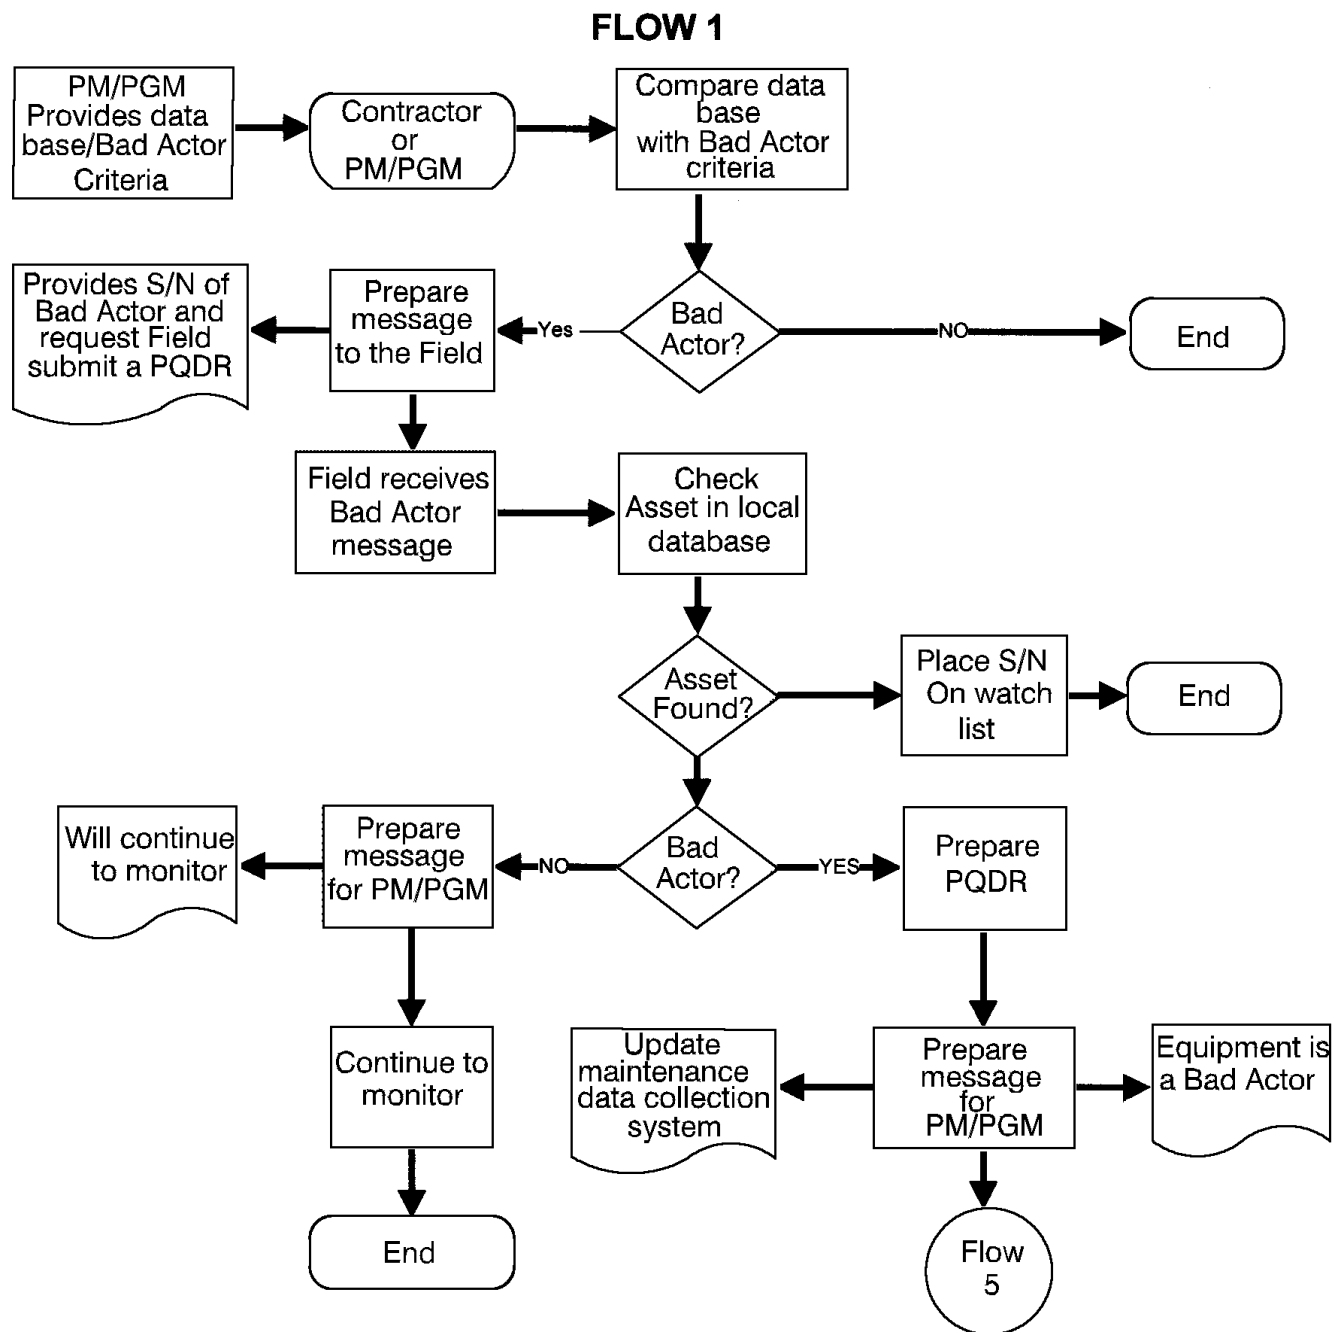 FLOW 1
PM/PGM
Provides data
base/Bad Actor
Criteria
Contractor
or
PM/PGM
Compare data
base
with Bad Actor
criteria
Provides S/N of
Bad Actor and
request Field
submit a PQDR
Prepare
message
to the Field
Yes
Bad
Actor?
NO
End
Field receives
Bad Actor
message
Check
Asset in local
database
Asset
Found?
Place S/N
On watch
list
End
Will continue
to monitor
Prepare
message
for PM/PGM
NO
Bad
Actor?
YES
Prepare
PQDR
Continue to
monitor
Update
maintenance
data collection
system
Prepare
message
for
PM/PGM
Equipment is
a Bad Actor
End
Flow
5